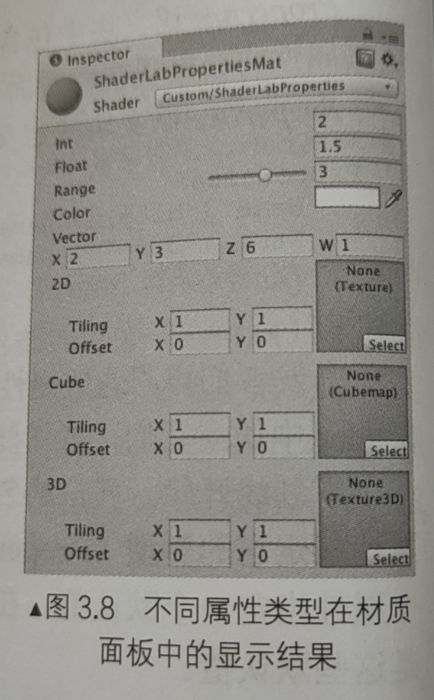 Inspector
ShaderLabPropertiesMat
Shader Custom/ShaderLabProperties
Int 2
Float 1.5
Range 3
Color
Vector
X 2 Y 3 Z 6 W 1
2D None
(Texture)
Tiling X 1 Y 1
Offset X 0 Y 0 Select
Cube None
(Cubemap)
Tiling X 1 Y 1
Offset X 0 Y 0 Select
3D None
(Texture3D)
Tiling X 1 Y 1
Offset X 0 Y 0 Select
▲图 3.8 不同属性类型在材质
面板中的显示结果